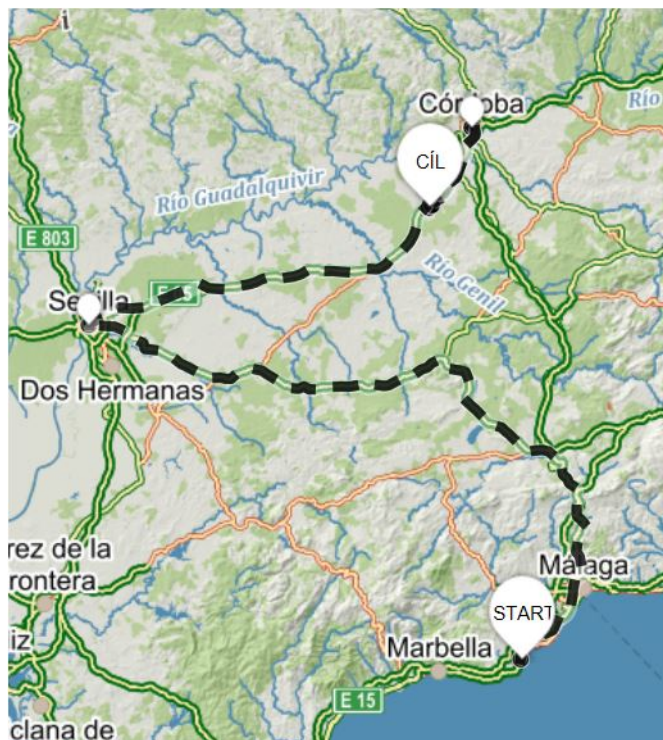 i
Córdoba
Río
CÍL
Río Guadalquivir
E 803
Río Genil
Sevilla
Dos Hermanas
rez de la
rontera
Málaga
START
iz
Marbella
E 15
clana de